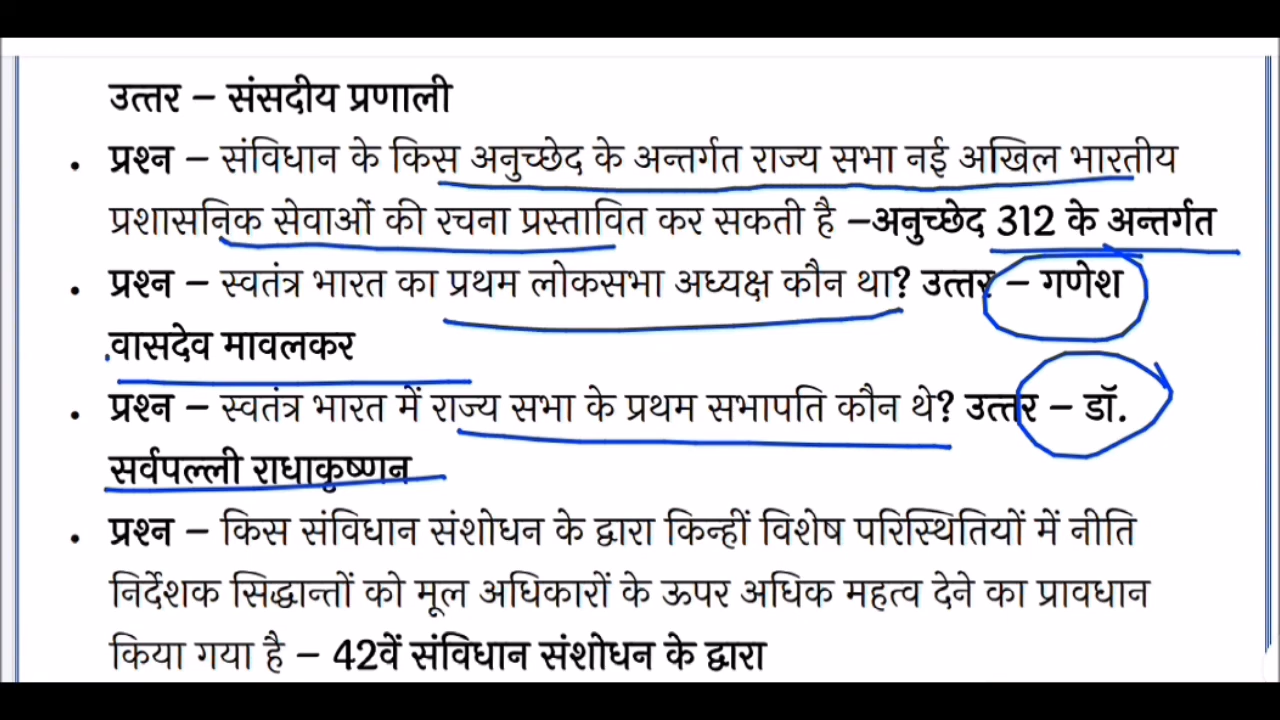 उत्तर – संसदीय प्रणाली
• प्रश्न – संविधान के किस अनुच्छेद के अन्तर्गत राज्य सभा नई अखिल भारतीय
प्रशासनिक सेवाओं की रचना प्रस्तावित कर सकती है –अनुच्छेद 312 के अन्तर्गत
• प्रश्न – स्वतंत्र भारत का प्रथम लोकसभा अध्यक्ष कौन था? उत्तर – गणेश
वासदेव मावलकर
• प्रश्न – स्वतंत्र भारत में राज्य सभा के प्रथम सभापति कौन थे? उत्तर – डॉ.
सर्वपल्ली राधाकृष्णन
• प्रश्न – किस संविधान संशोधन के द्वारा किन्हीं विशेष परिस्थितियों में नीति
निर्देशक सिद्धान्तों को मूल अधिकारों के ऊपर अधिक महत्व देने का प्रावधान
किया गया है – 42वें संविधान संशोधन के द्वारा